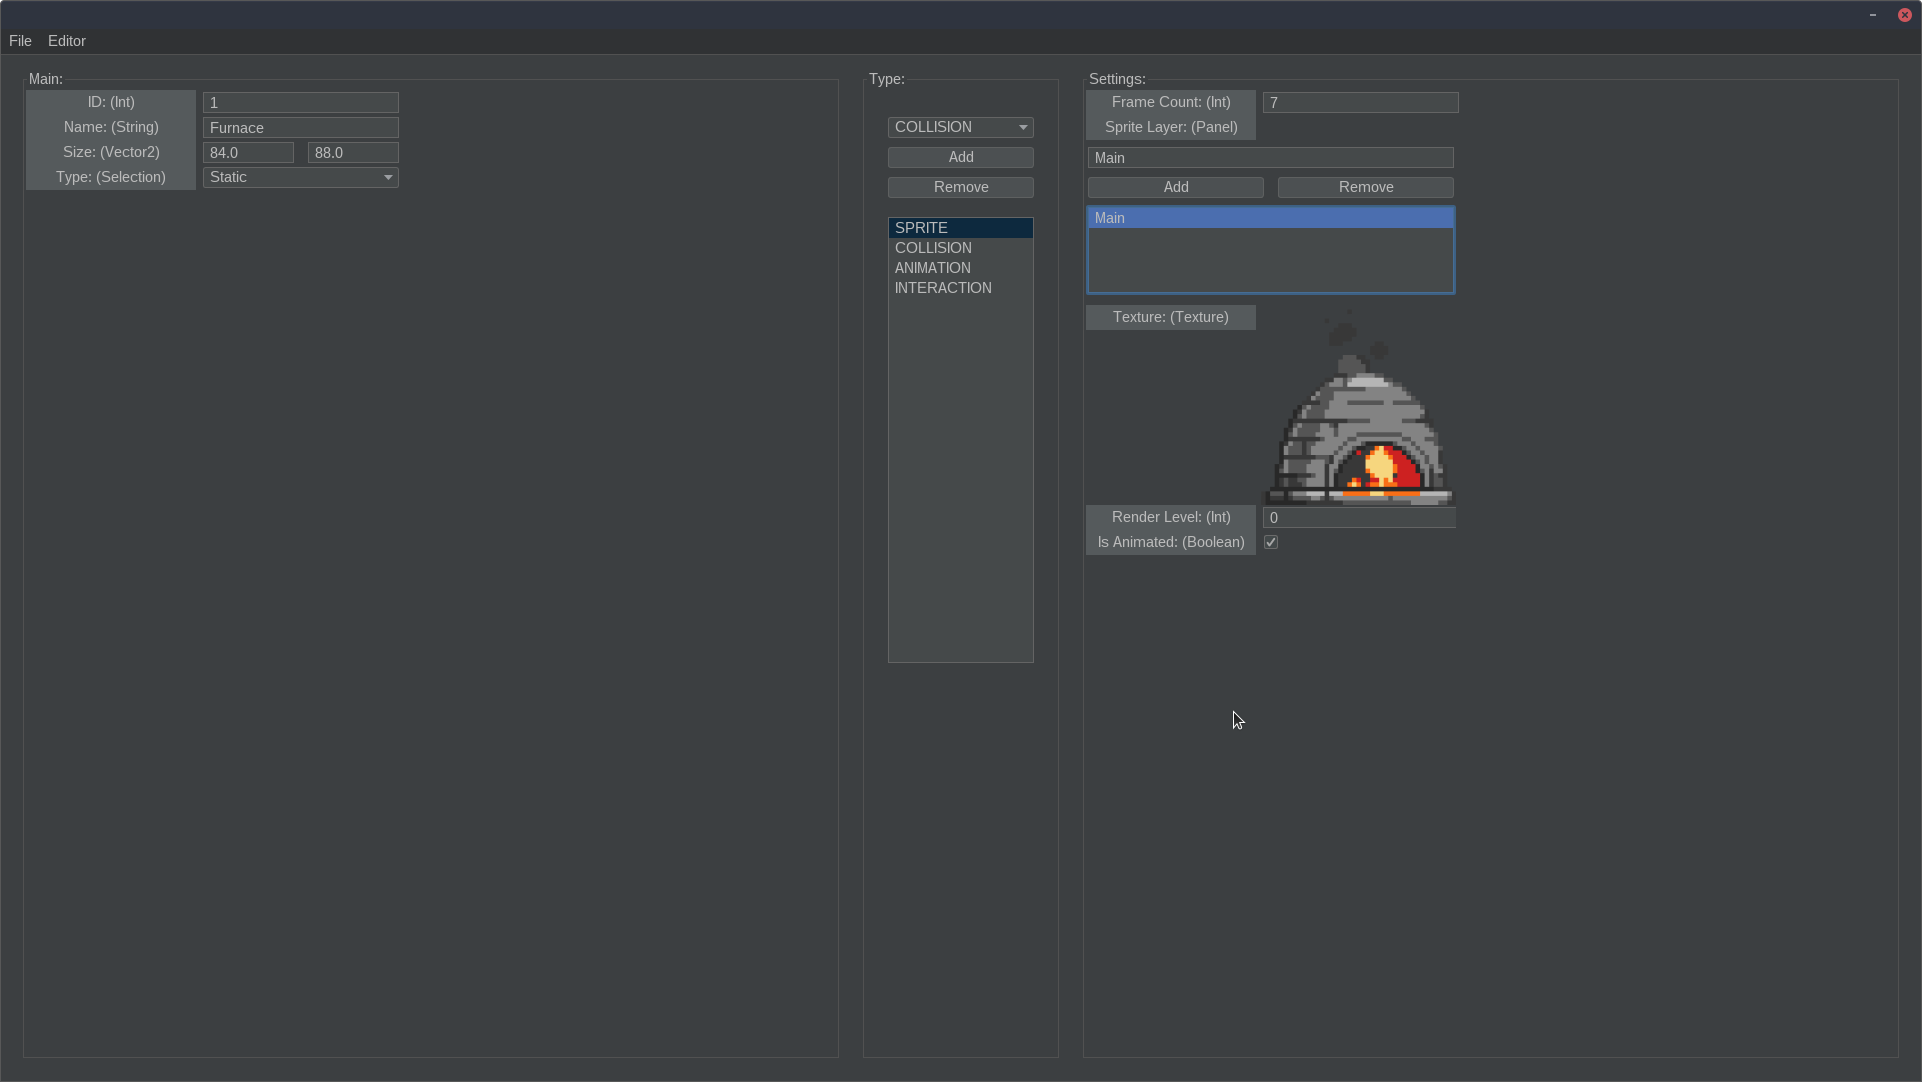 File Editor
Main:
ID: (Int) 1
Name: (String) Furnace
Size: (Vector2) 84.0 88.0
Type: (Selection) Static
Type:
COLLISION
Add
Remove
SPRITE
COLLISION
ANIMATION
INTERACTION
Settings:
Frame Count: (Int) 7
Sprite Layer: (Panel)
Main
Add Remove
Main
Texture: (Texture)
Render Level: (Int) 0
Is Animated: (Boolean)